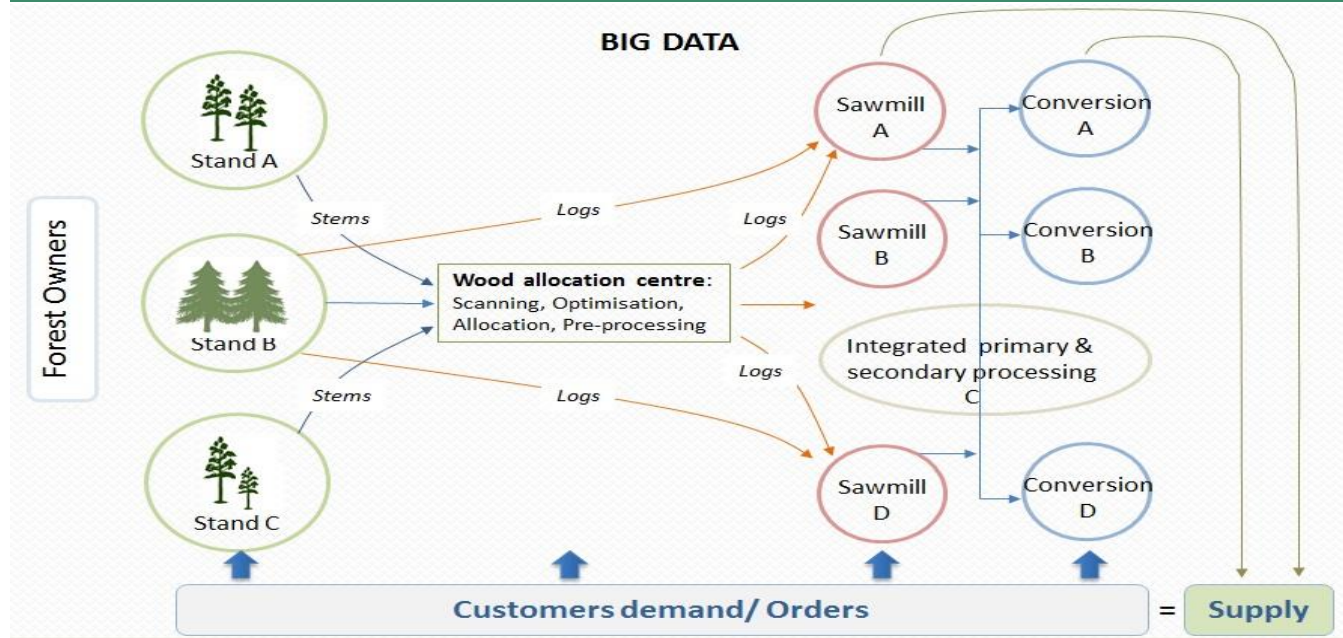 BIG DATA
Forest Owners
Stand A
Stems
Stand B
Stems
Stand C
Logs
Logs
Wood allocation centre:
Scanning, Optimisation,
Allocation, Pre-processing
Logs
Logs
Sawmill
A
Sawmill
B
Integrated primary &
secondary processing
C
Sawmill
D
Conversion
A
Conversion
B
Conversion
D
Customers demand/ Orders
=
Supply